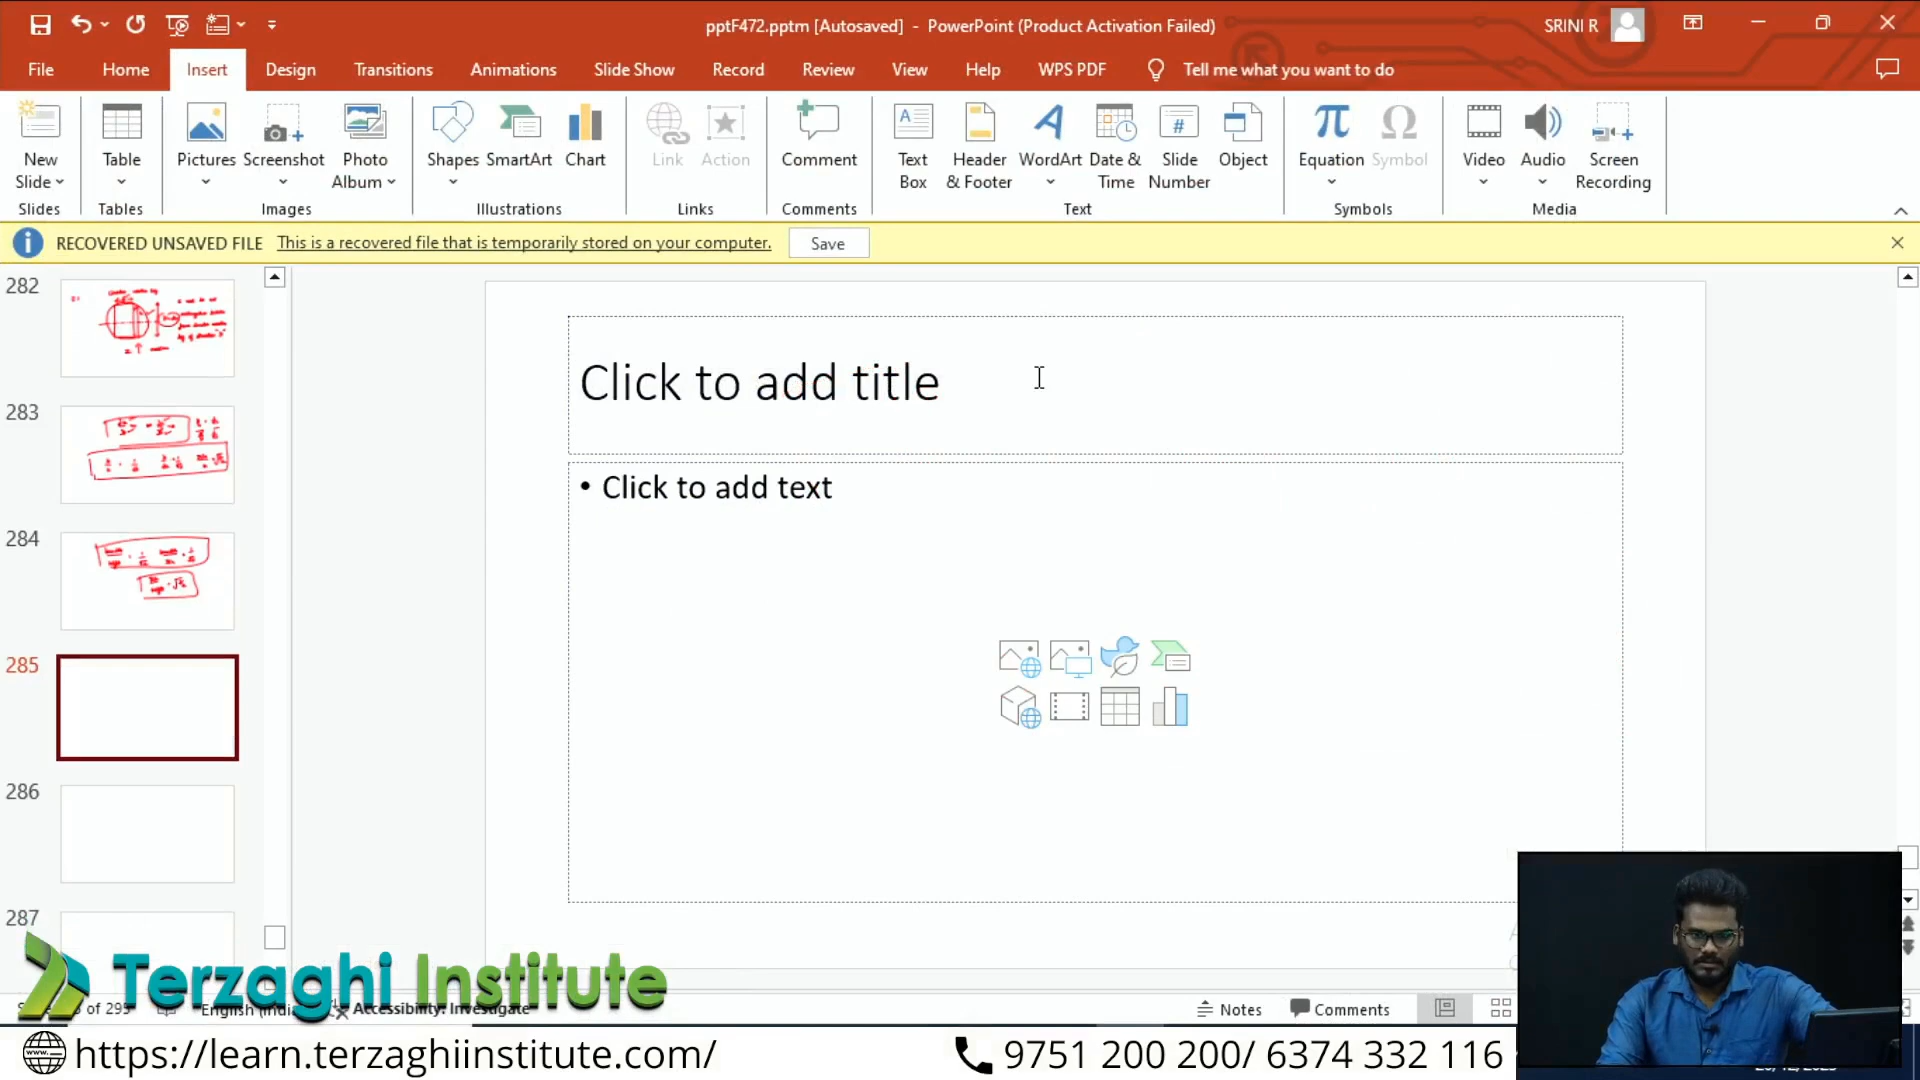 pptF472.pptm [Autosaved] - PowerPoint (Product Activation Failed)
SRINI R
File Home Insert Design Transitions Animations Slide Show Record Review View Help WPS PDF Tell me what you want to do
New Slide
Table
Pictures
Screenshot
Photo Album
Shapes
SmartArt
Chart
Link
Action
Comment
Text Box
Header & Footer
WordArt
Date & Time
Slide Number
Object
Equation
Symbol
Video
Audio
Screen Recording
Slides Tables Images Illustrations Links Comments Text Symbols Media
RECOVERED UNSAVED FILE This is a recovered file that is temporarily stored on your computer. Save
282
283
284
285
286
287
Click to add title
• Click to add text
Terzaghi Institute
of 295
Accessibility: Investigate
Notes Comments
https://learn.terzaghiinstitute.com/
9751 200 200/ 6374 332 116